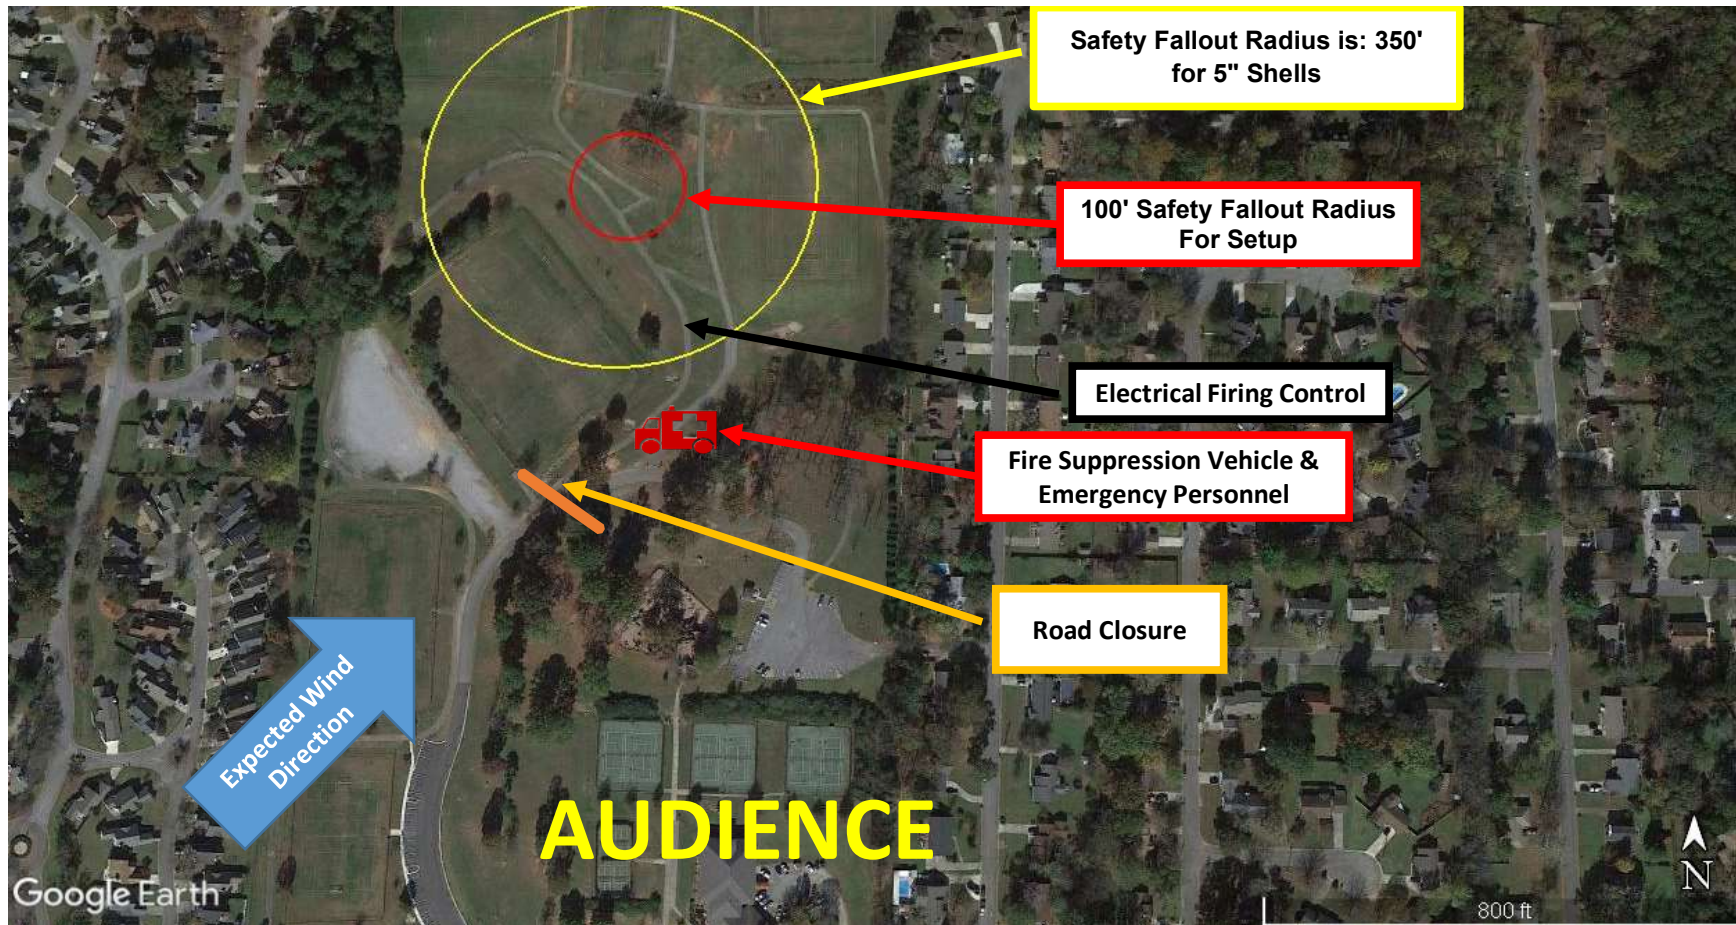 Safety Fallout Radius is: 350'
for 5" Shells
100' Safety Fallout Radius
For Setup
Electrical Firing Control
Fire Suppression Vehicle &
Emergency Personnel
Road Closure
Expected Wind
Direction
AUDIENCE
Google Earth
N
800 ft